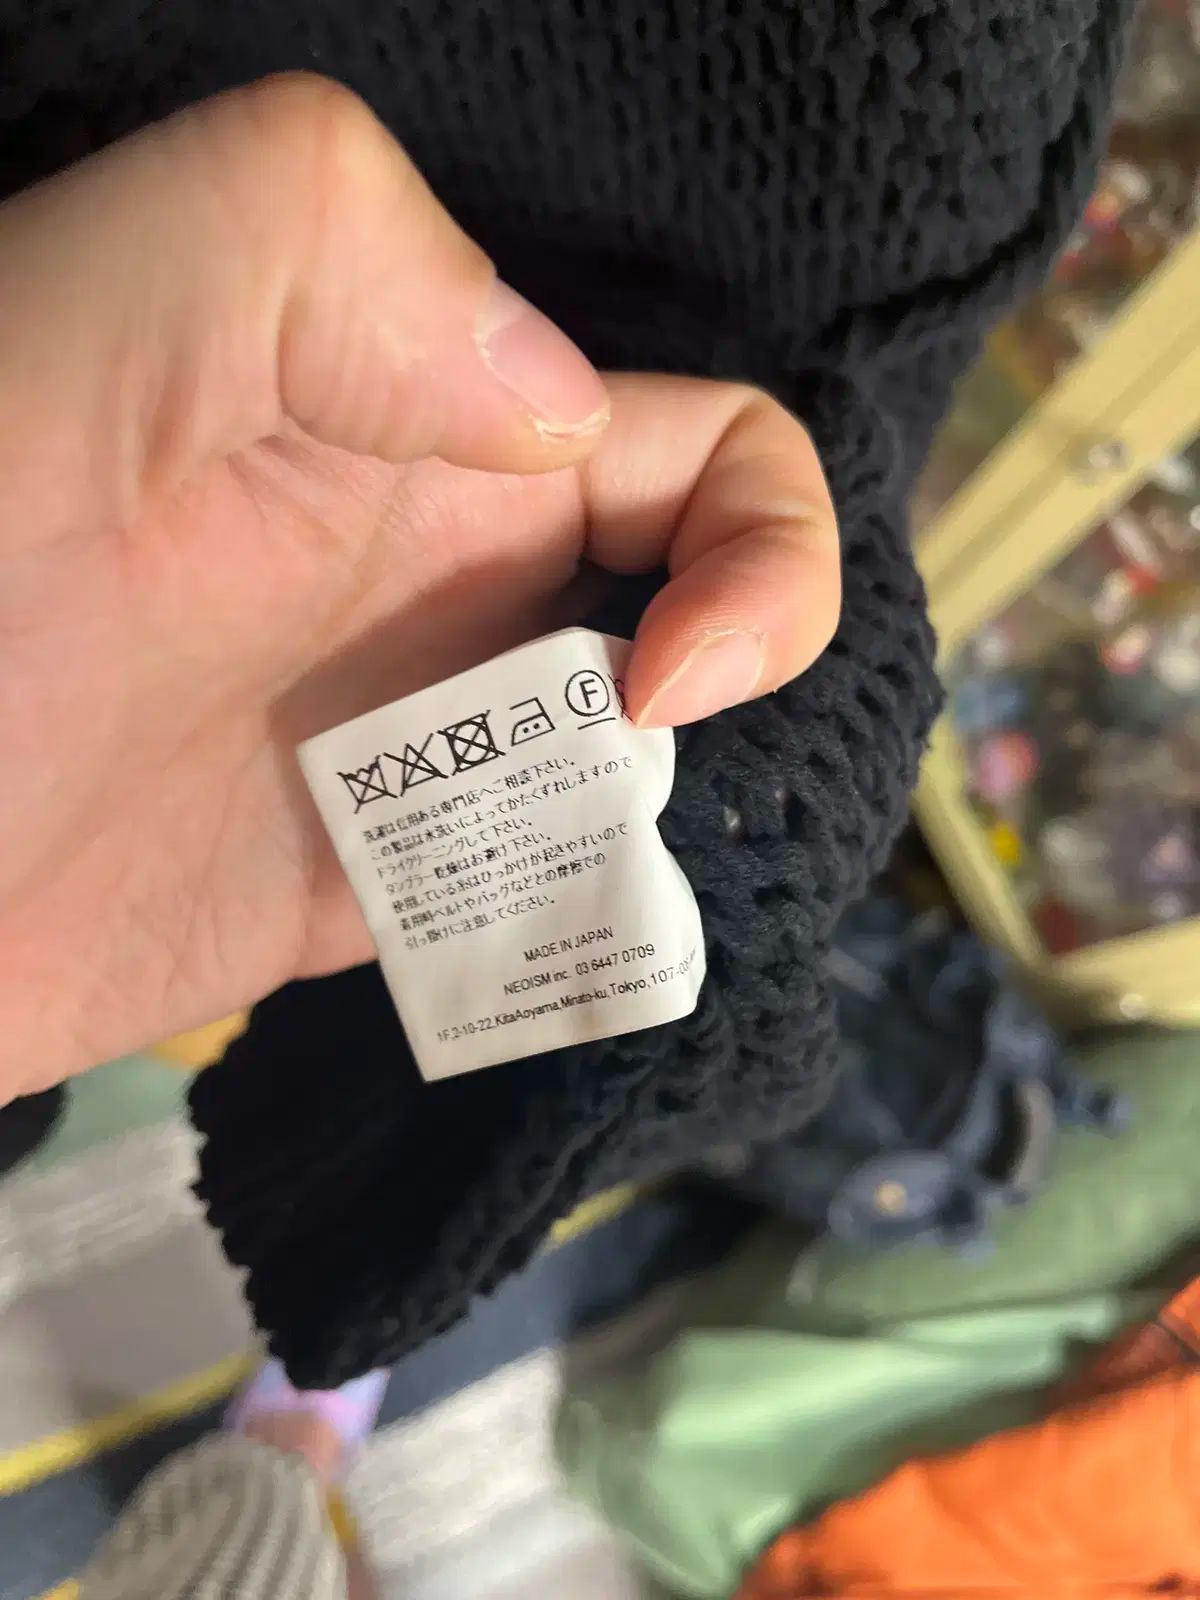 F
洗濯は信用ある専門店へご相談下さい。
この製品は水洗いによってかたくずれしますので
ドライクリーニングして下さい。
タンブラー乾燥はお避け下さい。
使用している糸はひっかけが起きやすいので
着用時ベルトやバッグなどとの摩擦での
引っ掛けに注意してください。
MADE IN JAPAN
NEOISM inc. 03 6447 0709
1F,2-10-22,KitaAoyama,Minato-ku,Tokyo,107-